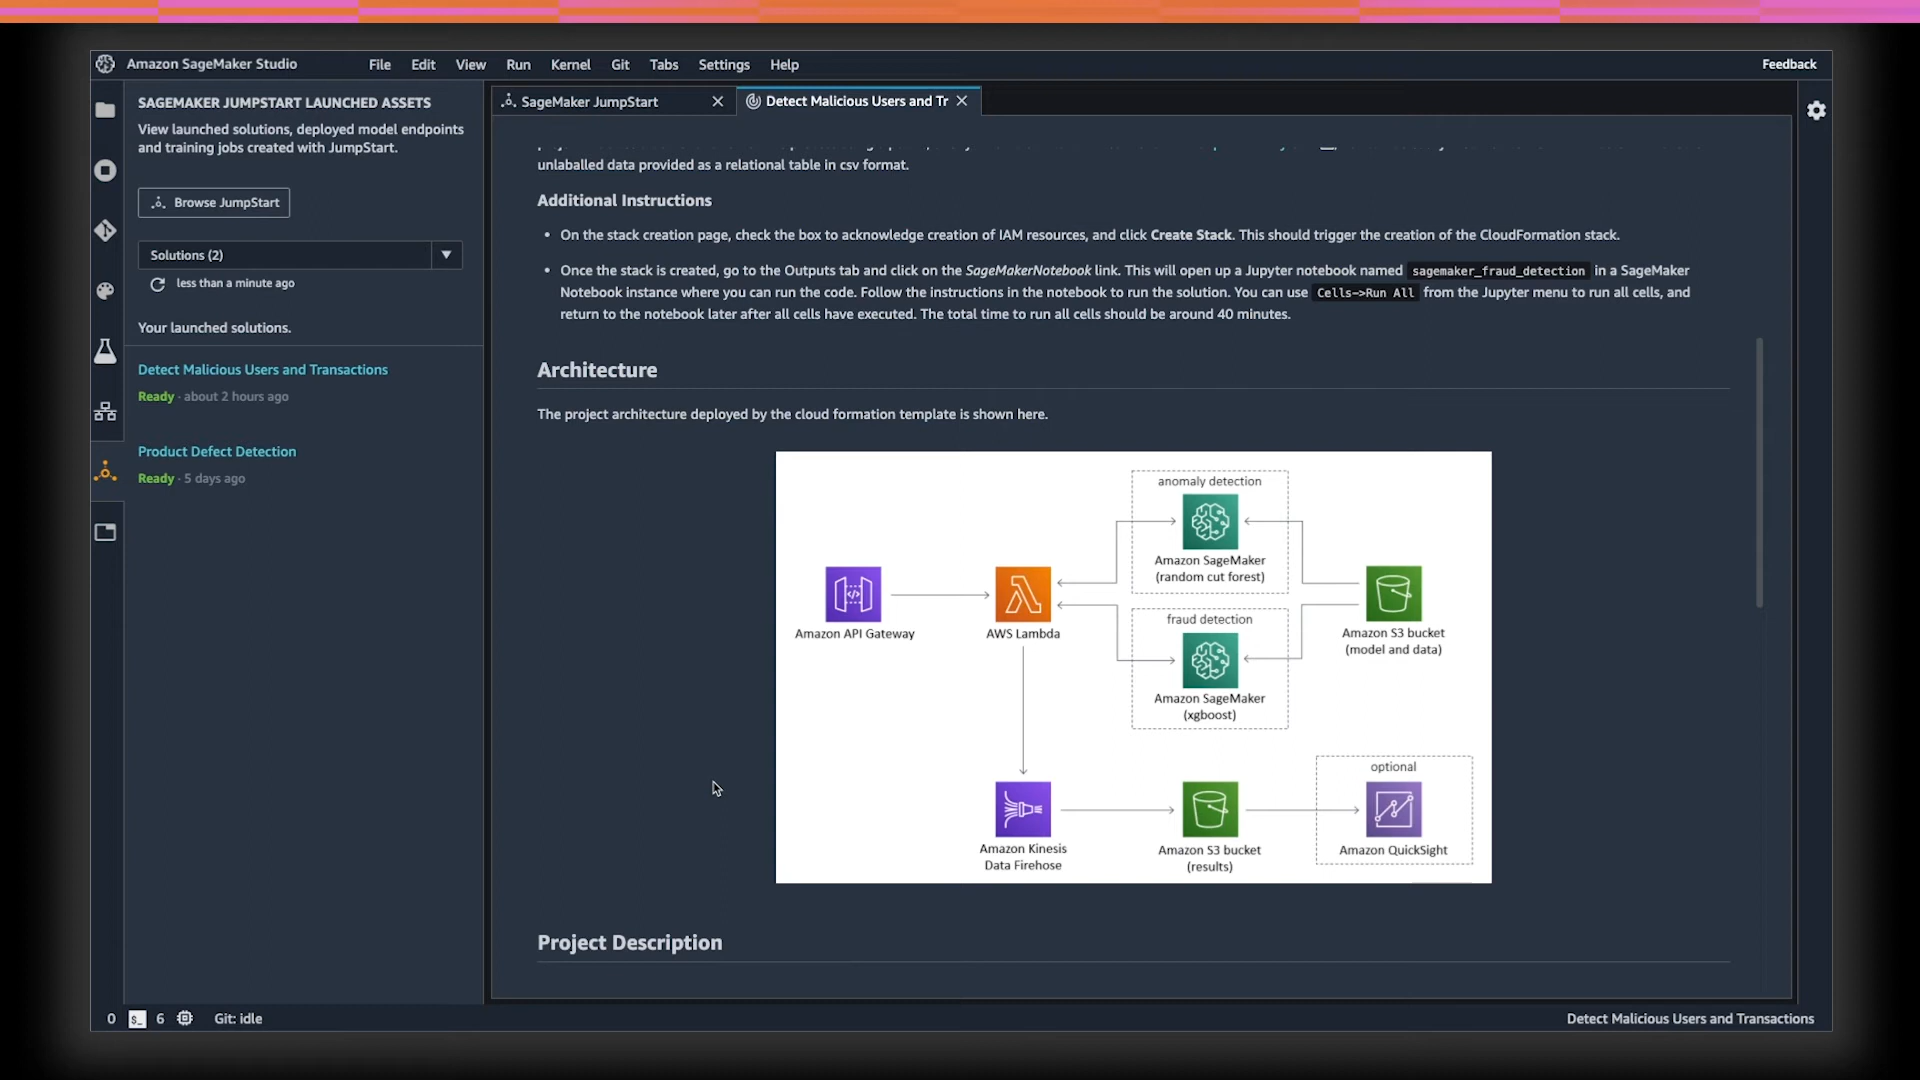 Amazon SageMaker Studio
File Edit View Run Kernel Git Tabs Settings Help
Feedback
SAGEMAKER JUMPSTART LAUNCHED ASSETS
View launched solutions, deployed model endpoints
and training jobs created with JumpStart.
Browse JumpStart
Solutions (2)
less than a minute ago
Your launched solutions.
Detect Malicious Users and Transactions
Ready · about 2 hours ago
Product Defect Detection
Ready · 5 days ago
SageMaker JumpStart
Detect Malicious Users and Tr
unlaballed data provided as a relational table in csv format.
Additional Instructions
• On the stack creation page, check the box to acknowledge creation of IAM resources, and click Create Stack. This should trigger the creation of the CloudFormation stack.
• Once the stack is created, go to the Outputs tab and click on the SageMakerNotebook link. This will open up a Jupyter notebook named sagemaker_fraud_detection in a SageMaker
Notebook instance where you can run the code. Follow the instructions in the notebook to run the solution. You can use Cells->Run All from the Jupyter menu to run all cells, and
return to the notebook later after all cells have executed. The total time to run all cells should be around 40 minutes.
Architecture
The project architecture deployed by the cloud formation template is shown here.
anomaly detection
Amazon SageMaker
(random cut forest)
Amazon API Gateway
AWS Lambda
fraud detection
Amazon SageMaker
(xgboost)
Amazon S3 bucket
(model and data)
Amazon Kinesis
Data Firehose
Amazon S3 bucket
(results)
optional
Amazon QuickSight
Project Description
0 $_ 6 Git: idle
Detect Malicious Users and Transactions